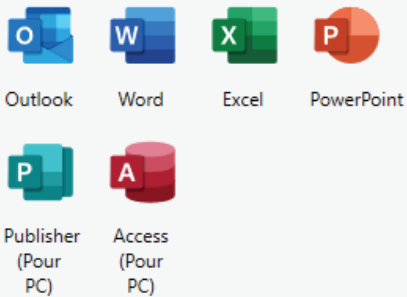 O W X P
Outlook Word Excel PowerPoint
P A
Publisher Access
(Pour (Pour
PC) PC)